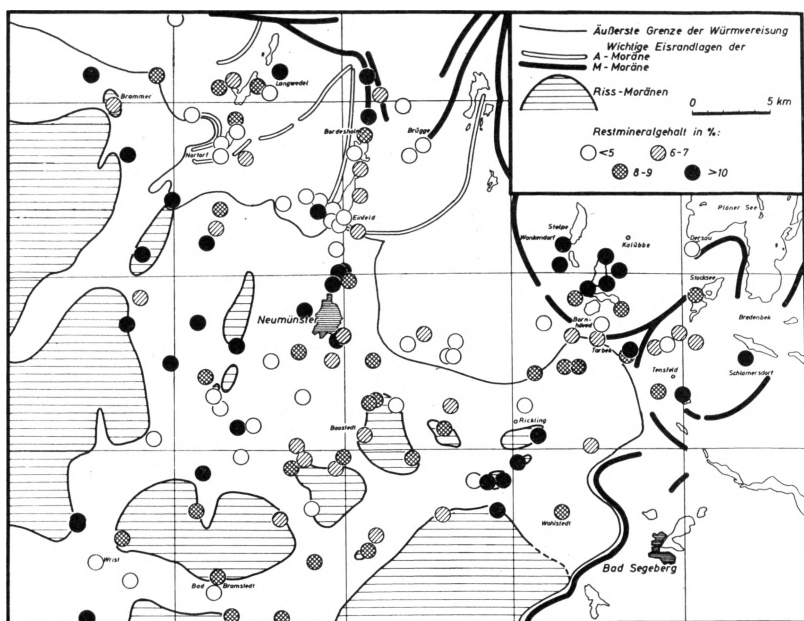 Äußerste Grenze der Würmvereisung
Wichtige Eisrandlagen der
A-Moräne
M-Moräne
Riss-Moränen
0 5 km
Restmineralgehalt in %:
<5 6-7
8-9 >10
Brammer
Langwedel
Nortorf
Bordesholm
Brügge
Einfeld
Plöner See
Stolpe
Wankendorf
Kalübbe
Dersau
Stocksee
Neumünster
Born-
höved
Tarbek
Bredenbek
Tensfeld
Schlamersdorf
Boostedt
Rickling
Wahlstedt
Wrist
Bad Bramstedt
Bad Segeberg